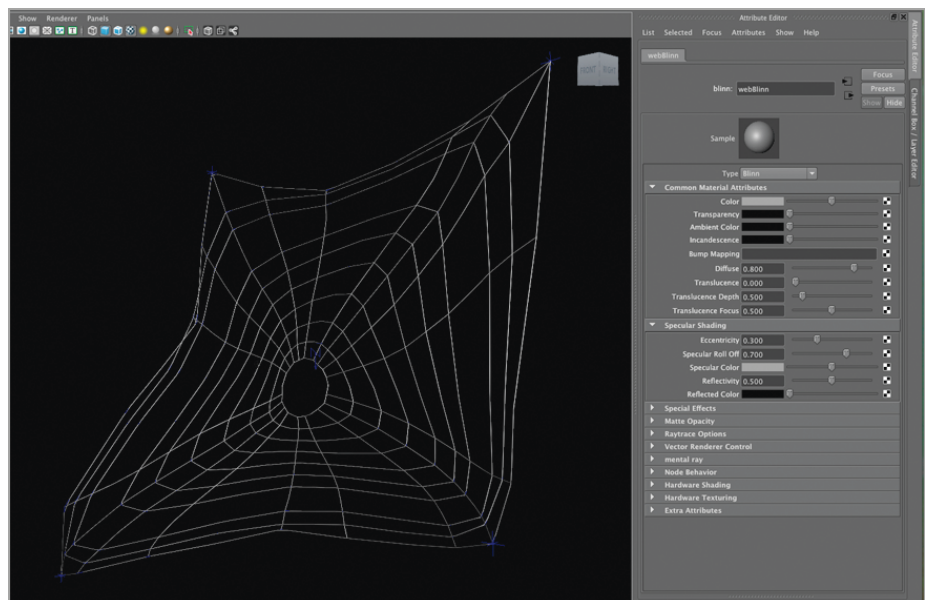 Show Renderer Panels
Attribute Editor
List Selected Focus Attributes Show Help
webBlinn
Focus
blinn: webBlinn
Presets
Show Hide
Sample
Type Blinn
Common Material Attributes
Color
Transparency
Ambient Color
Incandescence
Bump Mapping
Diffuse 0.800
Translucence 0.000
Translucence Depth 0.500
Translucence Focus 0.500
Specular Shading
Eccentricity 0.300
Specular Roll Off 0.700
Specular Color
Reflectivity 0.500
Reflected Color
Special Effects
Matte Opacity
Raytrace Options
Vector Renderer Control
mental ray
Node Behavior
Hardware Shading
Hardware Texturing
Extra Attributes
Attribute Editor
Channel Box / Layer Editor